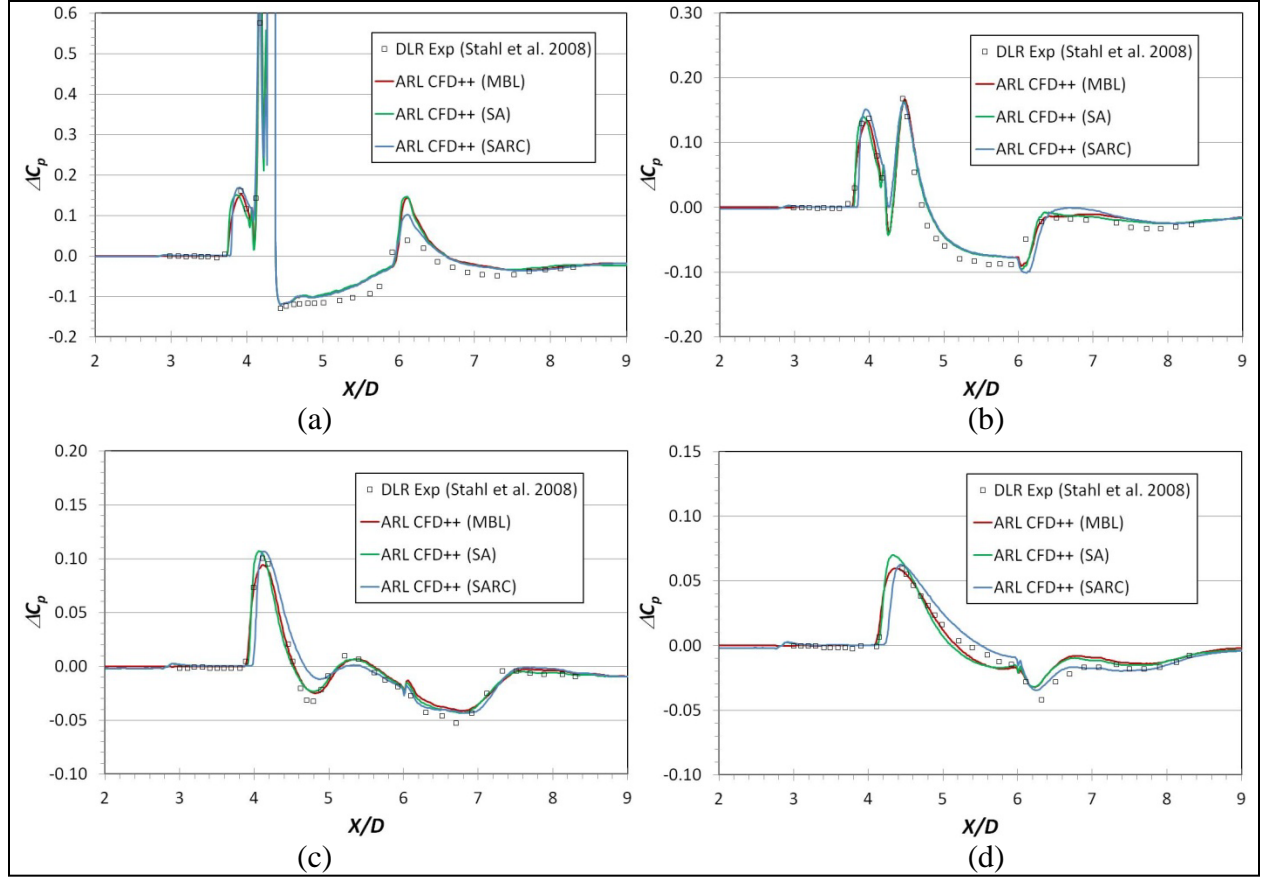 0.6
0.5
0.4
0.3
0.2
0.1
0.0
-0.1
-0.2
ΔCp
DLR Exp (Stahl et al. 2008)
ARL CFD++ (MBL)
ARL CFD++ (SA)
ARL CFD++ (SARC)
2 3 4 5 6 7 8 9
X/D
(a)
0.30
0.20
0.10
0.00
-0.10
-0.20
ΔCp
DLR Exp (Stahl et al. 2008)
ARL CFD++ (MBL)
ARL CFD++ (SA)
ARL CFD++ (SARC)
2 3 4 5 6 7 8 9
X/D
(b)
0.20
0.15
0.10
0.05
0.00
-0.05
-0.10
ΔCp
DLR Exp (Stahl et al. 2008)
ARL CFD++ (MBL)
ARL CFD++ (SA)
ARL CFD++ (SARC)
2 3 4 5 6 7 8 9
X/D
(c)
0.15
0.10
0.05
0.00
-0.05
-0.10
ΔCp
DLR Exp (Stahl et al. 2008)
ARL CFD++ (MBL)
ARL CFD++ (SA)
ARL CFD++ (SARC)
2 3 4 5 6 7 8 9
X/D
(d)